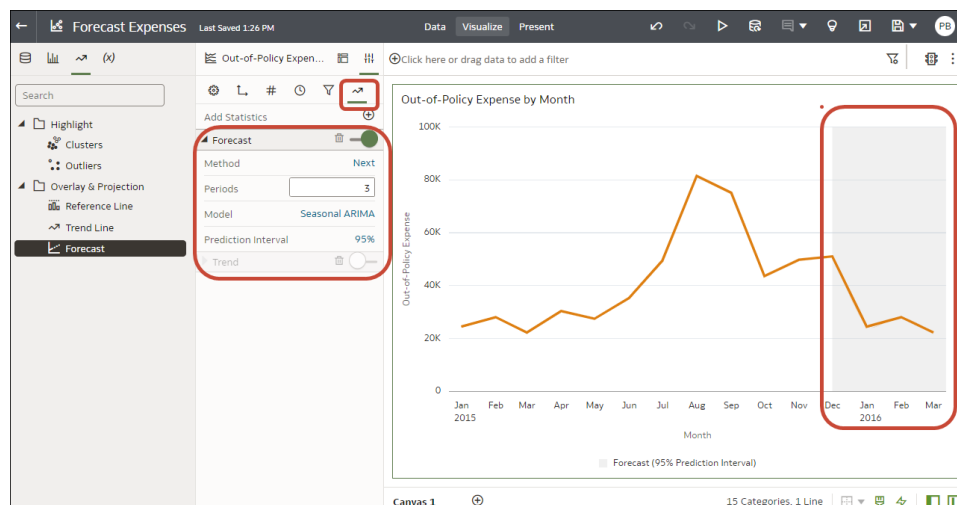 Forecast Expenses Last Saved 1:26 PM Data Visualize Present PB
(x) Out-of-Policy Expen... Click here or drag data to add a filter
Search
Highlight
Clusters
Outliers
Overlay & Projection
Reference Line
Trend Line
Forecast
#
Add Statistics
Forecast
Method Next
Periods 3
Model Seasonal ARIMA
Prediction Interval 95%
Trend
Out-of-Policy Expense by Month
100K
80K
60K
40K
20K
0
Out-of-Policy Expense
Jan Feb Mar Apr May Jun Jul Aug Sep Oct Nov Dec Jan Feb Mar
2015 2016
Month
Forecast (95% Prediction Interval)
Canvas 1 15 Categories, 1 Line